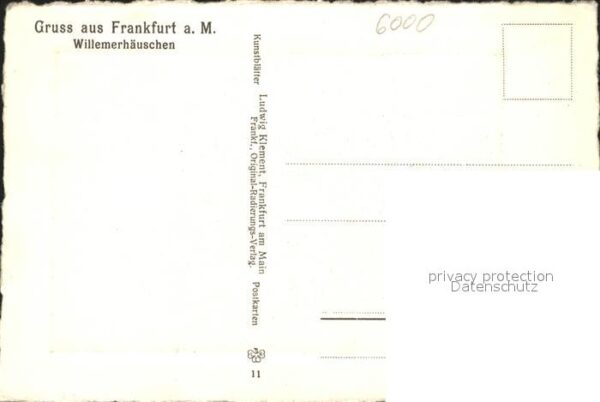 Gruss aus Frankfurt a. M.
Willemerhäuschen
6000
Kunstblätter Ludwig Klement, Frankfurt am Main Postkarten
Frankf., Original-Radierungs-Verlag.
11
privacy protection
Datenschutz